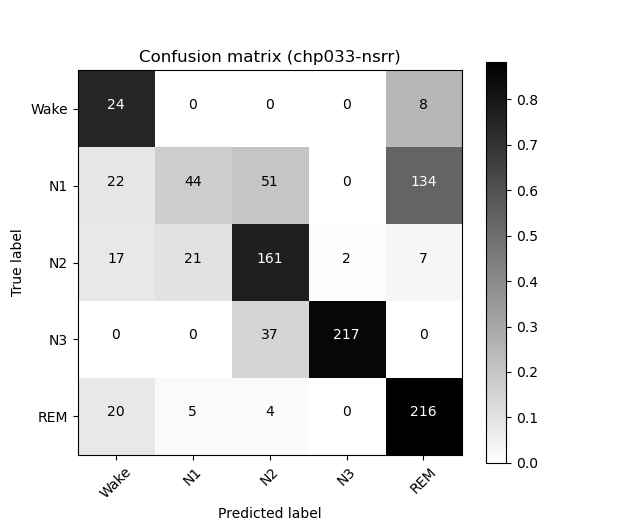 Confusion matrix (chp033-nsrr)
True label
Wake 24 0 0 0 8
N1 22 44 51 0 134
N2 17 21 161 2 7
N3 0 0 37 217 0
REM 20 5 4 0 216
Wake N1 N2 N3 REM
Predicted label
0.8
0.7
0.6
0.5
0.4
0.3
0.2
0.1
0.0